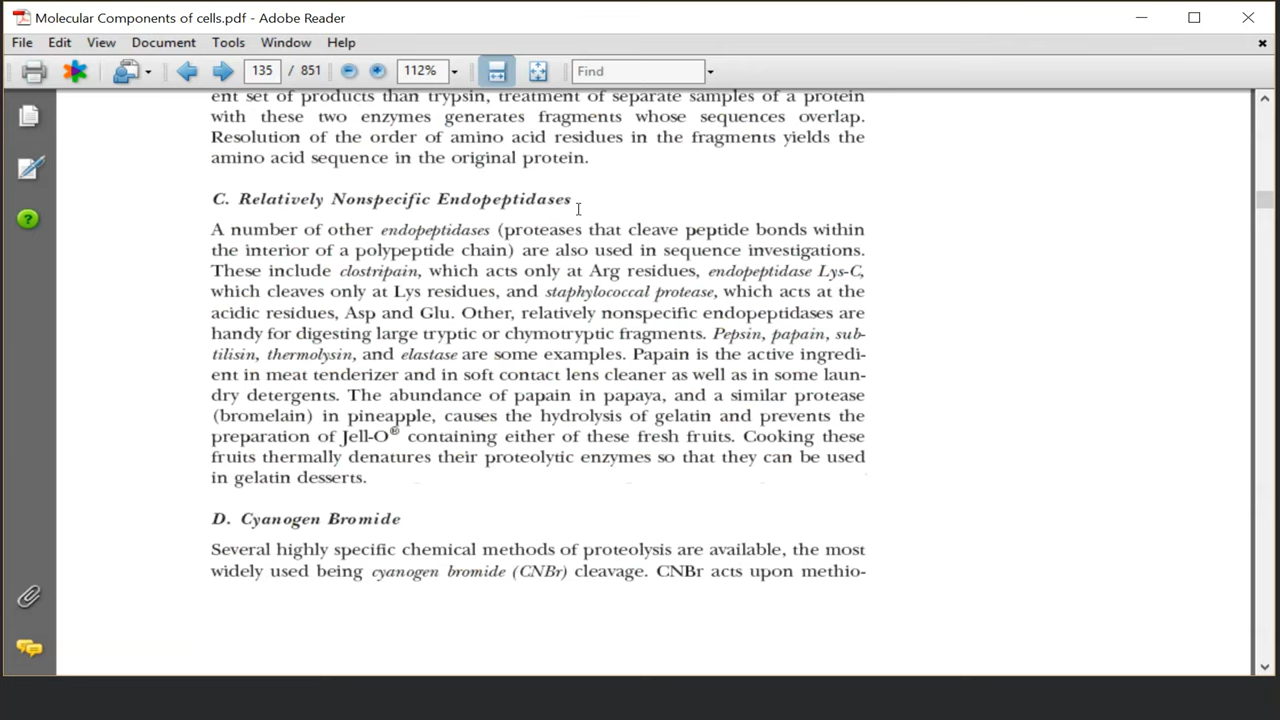 Molecular Components of cells.pdf - Adobe Reader
File Edit View Document Tools Window Help
135 / 851 112% Find
ent set of products than trypsin, treatment of separate samples of a protein
with these two enzymes generates fragments whose sequences overlap.
Resolution of the order of amino acid residues in the fragments yields the
amino acid sequence in the original protein.
C. Relatively Nonspecific Endopeptidases
A number of other endopeptidases (proteases that cleave peptide bonds within
the interior of a polypeptide chain) are also used in sequence investigations.
These include clostripain, which acts only at Arg residues, endopeptidase Lys-C,
which cleaves only at Lys residues, and staphylococcal protease, which acts at the
acidic residues, Asp and Glu. Other, relatively nonspecific endopeptidases are
handy for digesting large tryptic or chymotryptic fragments. Pepsin, papain, sub-
tilisin, thermolysin, and elastase are some examples. Papain is the active ingredi-
ent in meat tenderizer and in soft contact lens cleaner as well as in some laun-
dry detergents. The abundance of papain in papaya, and a similar protease
(bromelain) in pineapple, causes the hydrolysis of gelatin and prevents the
preparation of Jell-O® containing either of these fresh fruits. Cooking these
fruits thermally denatures their proteolytic enzymes so that they can be used
in gelatin desserts.
D. Cyanogen Bromide
Several highly specific chemical methods of proteolysis are available, the most
widely used being cyanogen bromide (CNBr) cleavage. CNBr acts upon methio-